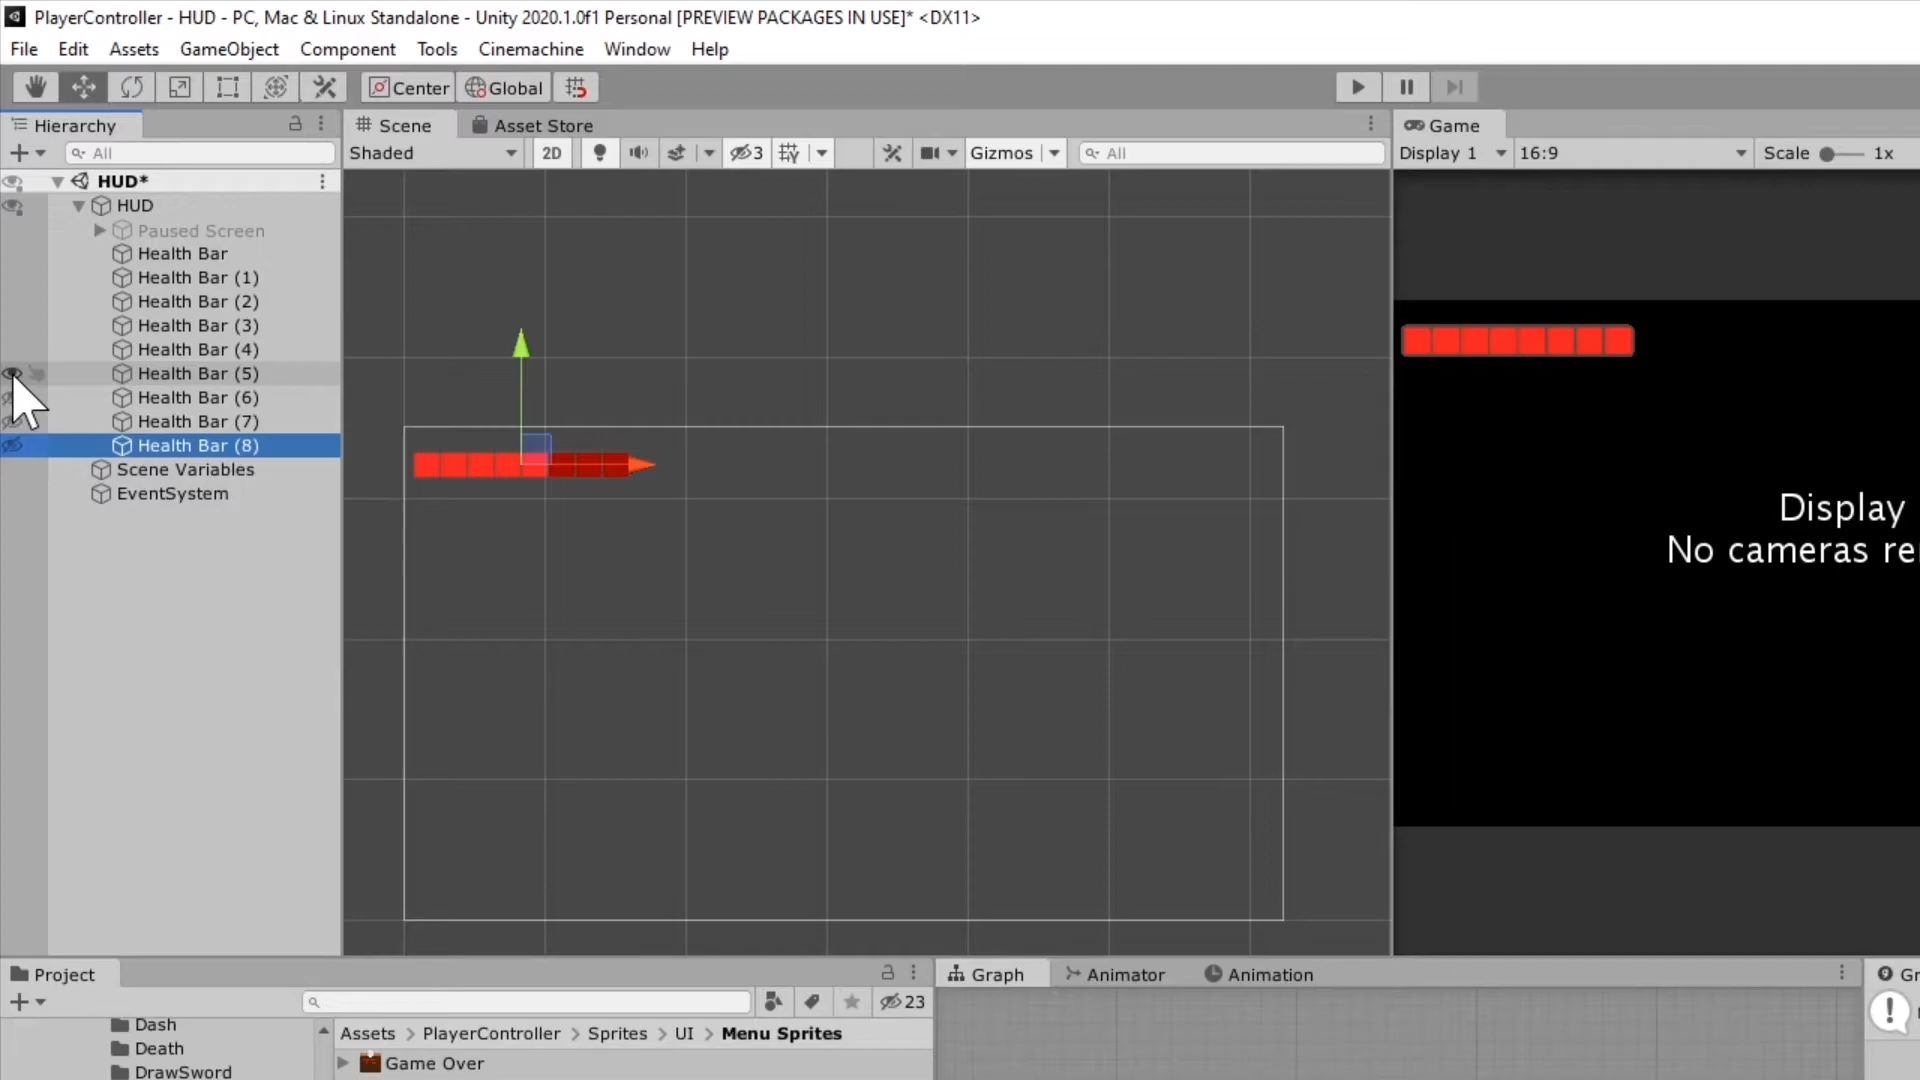 PlayerController - HUD - PC, Mac & Linux Standalone - Unity 2020.1.0f1 Personal [PREVIEW PACKAGES IN USE]* <DX11>
File Edit Assets GameObject Component Tools Cinemachine Window Help
Center Global
Hierarchy
All
HUD*
HUD
Paused Screen
Health Bar
Health Bar (1)
Health Bar (2)
Health Bar (3)
Health Bar (4)
Health Bar (5)
Health Bar (6)
Health Bar (7)
Health Bar (8)
Scene Variables
EventSystem
Scene Asset Store
Shaded 2D 3 Gizmos All
Game
Display 1 16:9 Scale 1x
Display
No cameras re
Project
23
Dash
Death
DrawSword
Assets > PlayerController > Sprites > UI > Menu Sprites
Game Over
Graph Animator Animation
Gr